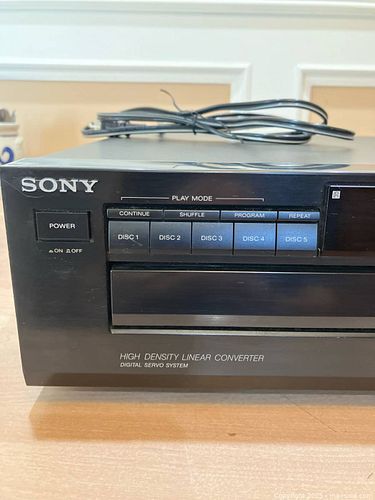 SONY
PLAY MODE
CONTINUE SHUFFLE PROGRAM REPEAT
POWER
DISC 1 DISC 2 DISC 3 DISC 4 DISC 5
ON OFF
HIGH DENSITY LINEAR CONVERTER
DIGITAL SERVO SYSTEM